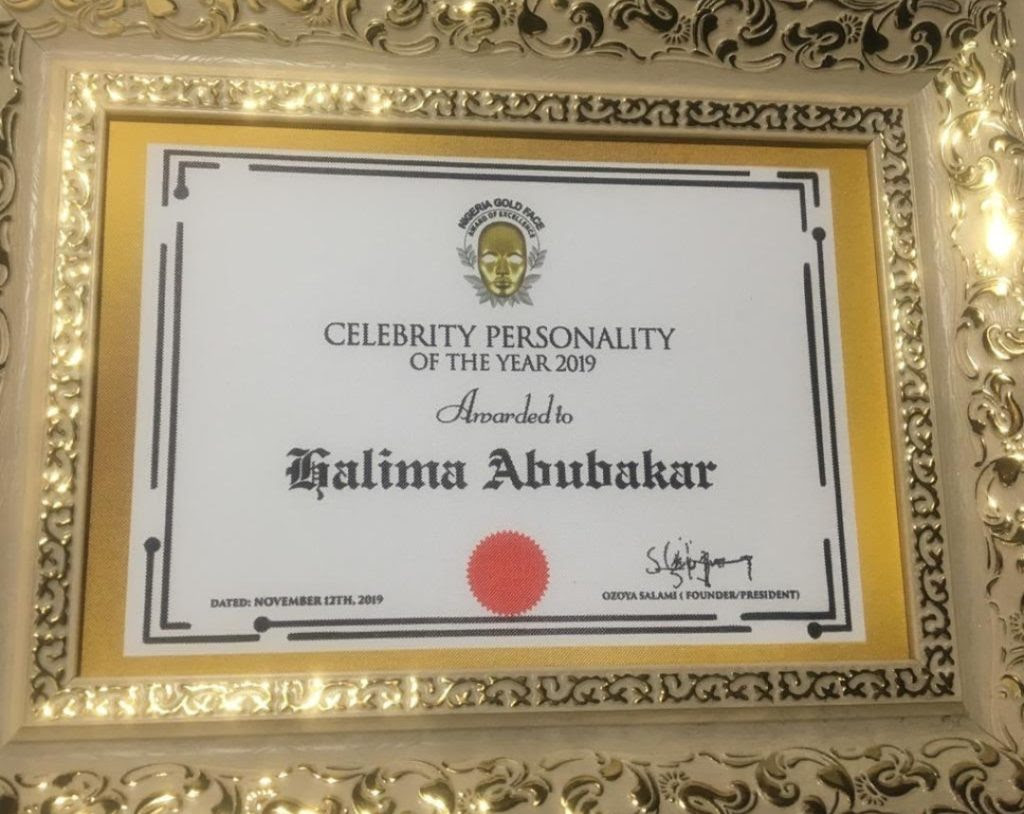 NIGERIA GOLD FACE
AWARD OF EXCELLENCE
CELEBRITY PERSONALITY
OF THE YEAR 2019
Awarded to
Halima Abubakar
DATED: NOVEMBER 12TH, 2019
OZOYA SALAMI ( FOUNDER/PRESIDENT)